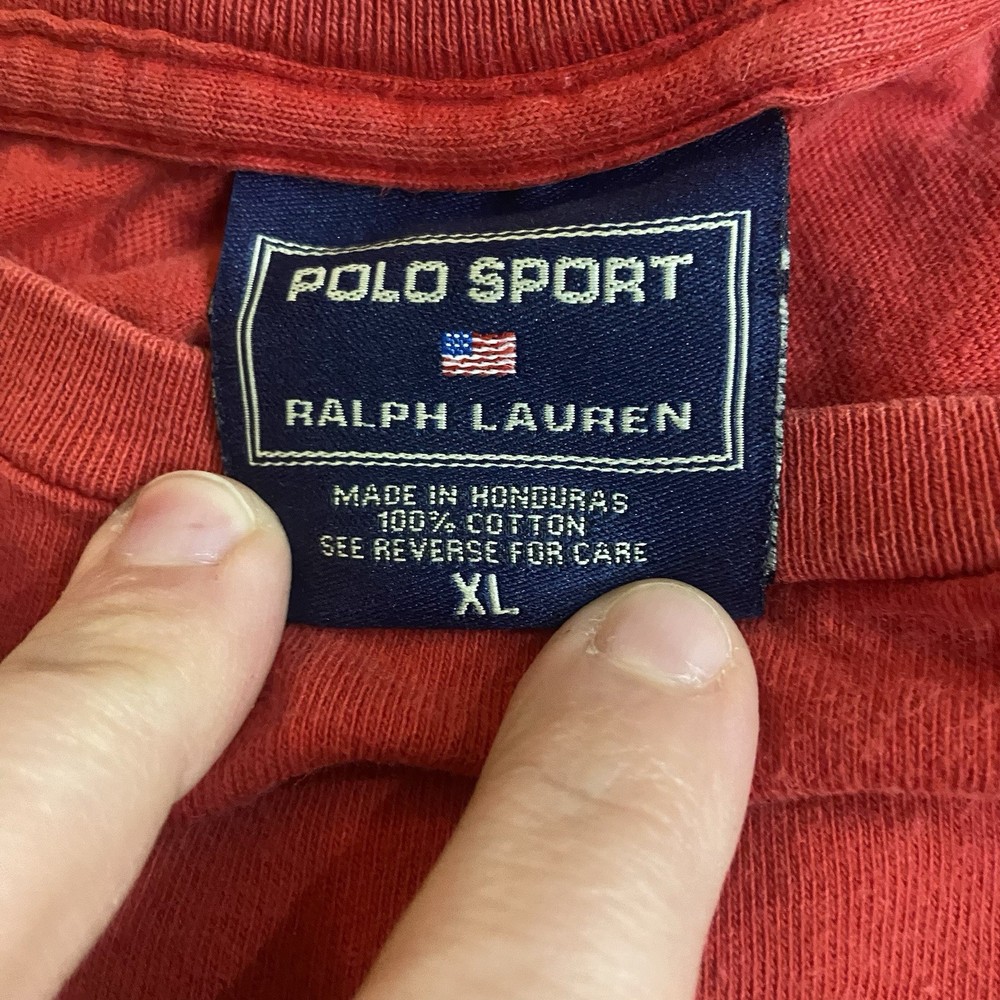 POLO SPORT
RALPH LAUREN
MADE IN HONDURAS
100% COTTON
SEE REVERSE FOR CARE
XL